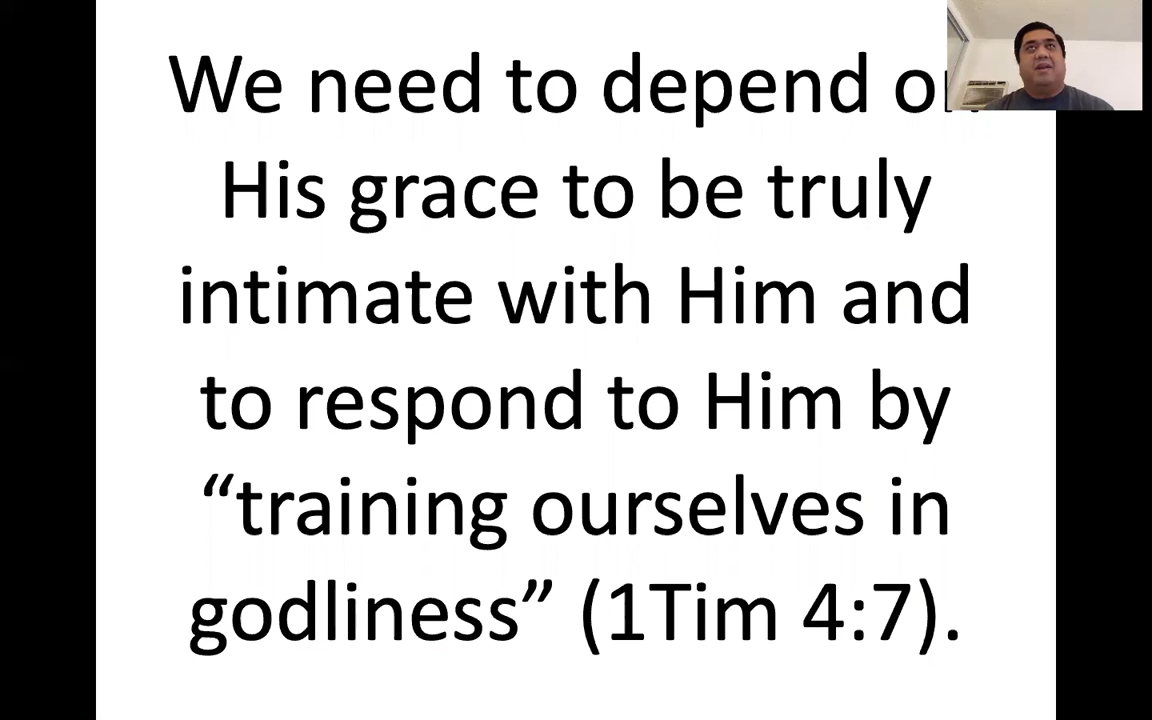 We need to depend on
His grace to be truly
intimate with Him and
to respond to Him by
“training ourselves in
godliness” (1Tim 4:7).